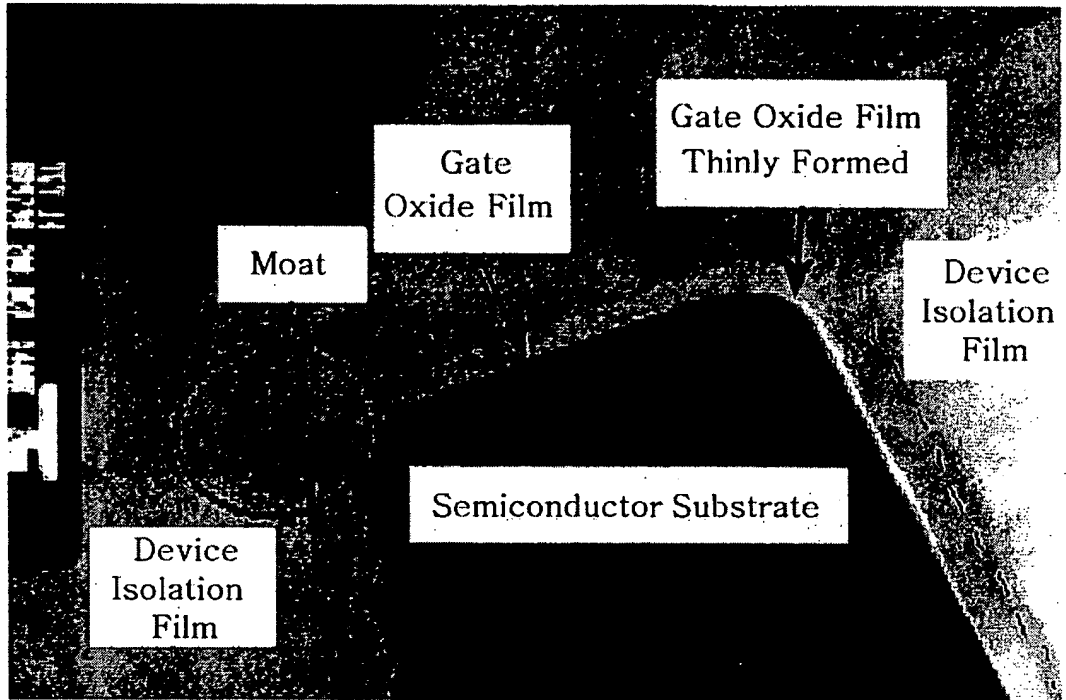 Gate Oxide Film
Thinly Formed
Gate
Oxide Film
Moat
Device
Isolation
Film
Semiconductor Substrate
Device
Isolation
Film